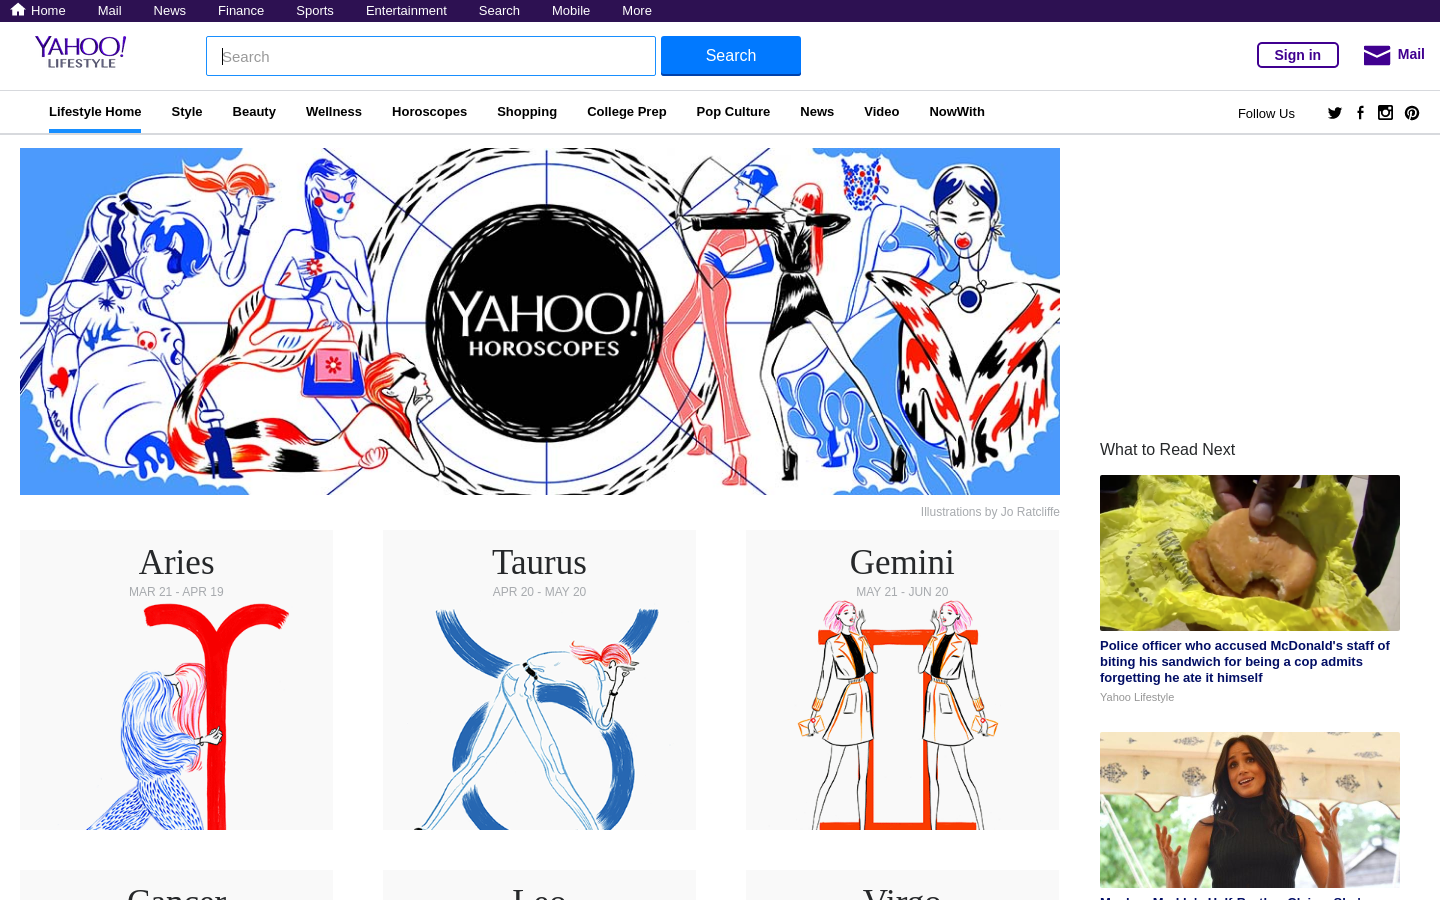 Home Mail News Finance Sports Entertainment Search Mobile More
YAHOO!
LIFESTYLE
Search
Search
Sign in
Mail
Lifestyle Home Style Beauty Wellness Horoscopes Shopping College Prep Pop Culture News Video NowWith
Follow Us
YAHOO!
HOROSCOPES
MOM
Illustrations by Jo Ratcliffe
Aries
MAR 21 - APR 19
Taurus
APR 20 - MAY 20
Gemini
MAY 21 - JUN 20
Cancer
Leo
Virgo
What to Read Next
Police officer who accused McDonald's staff of
biting his sandwich for being a cop admits
forgetting he ate it himself
Yahoo Lifestyle